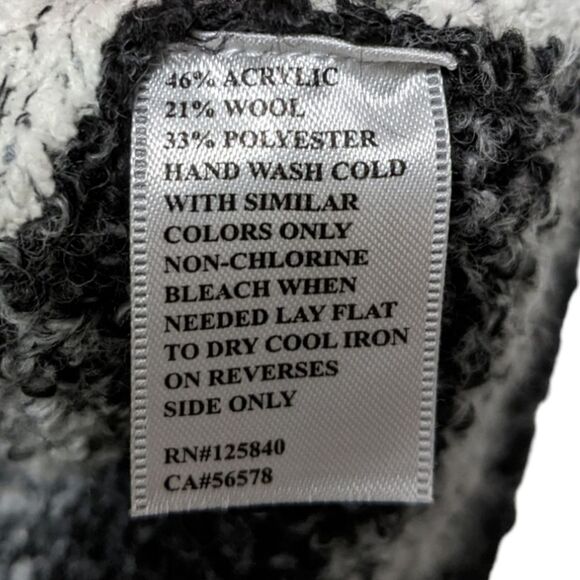 46% ACRYLIC
21% WOOL
33% POLYESTER
HAND WASH COLD
WITH SIMILAR
COLORS ONLY
NON-CHLORINE
BLEACH WHEN
NEEDED LAY FLAT
TO DRY COOL IRON
ON REVERSES
SIDE ONLY
RN#125840
CA#56578